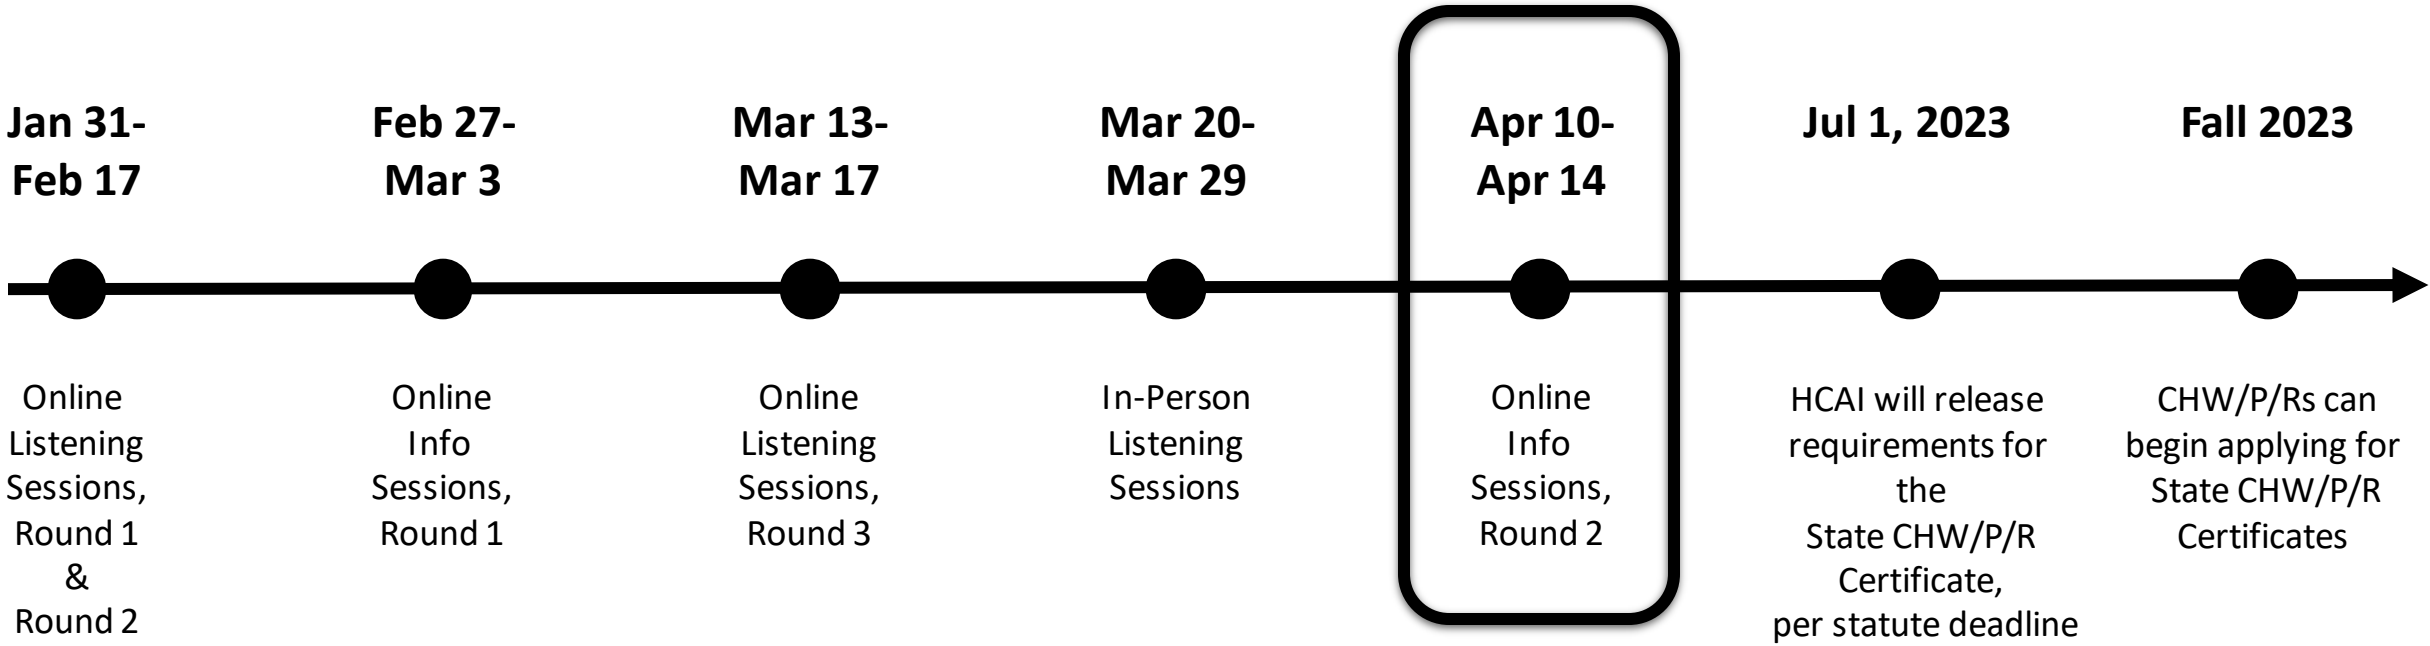 Jan 31-
Feb 17
Online
Listening
Sessions,
Round 1
&
Round 2
Feb 27-
Mar 3
Online
Info
Sessions,
Round 1
Mar 13-
Mar 17
Online
Listening
Sessions,
Round 3
Mar 20-
Mar 29
In-Person
Listening
Sessions
Apr 10-
Apr 14
Online
Info
Sessions,
Round 2
Jul 1, 2023
HCAI will release
requirements for
the
State CHW/P/R
Certificate,
per statute deadline
Fall 2023
CHW/P/Rs can
begin applying for
State CHW/P/R
Certificates